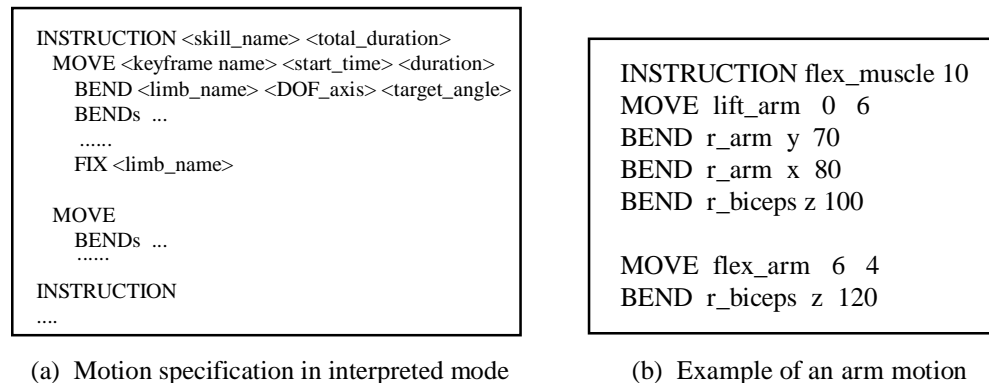 INSTRUCTION <skill_name> <total_duration>
MOVE <keyframe name> <start_time> <duration>
BEND <limb_name> <DOF_axis> <target_angle>
BENDs ...
......
FIX <limb_name>
MOVE
BENDs ...
......
INSTRUCTION
....
(a) Motion specification in interpreted mode
INSTRUCTION flex_muscle 10
MOVE lift_arm 0 6
BEND r_arm y 70
BEND r_arm x 80
BEND r_biceps z 100
MOVE flex_arm 6 4
BEND r_biceps z 120
(b) Example of an arm motion